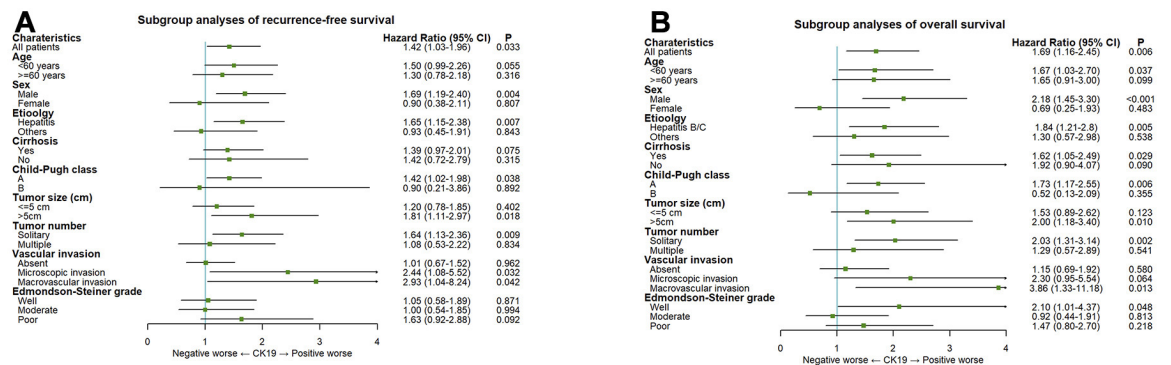 A
Subgroup analyses of recurrence-free survival
Charateristics Hazard Ratio (95% CI) P
All patients 1.42 (1.03-1.96) 0.033
Age
<60 years 1.50 (0.99-2.26) 0.055
>=60 years 1.30 (0.78-2.18) 0.316
Sex
Male 1.69 (1.19-2.40) 0.004
Female 0.90 (0.38-2.11) 0.807
Etioolgy
Hepatitis 1.65 (1.15-2.38) 0.007
Others 0.93 (0.45-1.91) 0.843
Cirrhosis
Yes 1.39 (0.97-2.01) 0.075
No 1.42 (0.72-2.79) 0.315
Child-Pugh class
A 1.42 (1.02-1.98) 0.038
B 0.90 (0.21-3.86) 0.892
Tumor size (cm)
<=5 cm 1.20 (0.78-1.85) 0.402
>5cm 1.81 (1.11-2.97) 0.018
Tumor number
Solitary 1.64 (1.13-2.36) 0.009
Multiple 1.08 (0.53-2.22) 0.834
Vascular invasion
Absent 1.01 (0.67-1.52) 0.962
Microscopic invasion 2.44 (1.08-5.52) 0.032
Macrovascular invasion 2.93 (1.04-8.24) 0.042
Edmondson-Steiner grade
Well 1.05 (0.58-1.89) 0.871
Moderate 1.00 (0.54-1.85) 0.994
Poor 1.63 (0.92-2.88) 0.092
0 1 2 3 4
Negative worse ← CK19 → Positive worse
B
Subgroup analyses of overall survival
Charateristics Hazard Ratio (95% CI) P
All patients 1.69 (1.16-2.45) 0.006
Age
<60 years 1.67 (1.03-2.70) 0.037
>=60 years 1.65 (0.91-3.00) 0.099
Sex
Male 2.18 (1.45-3.30) <0.001
Female 0.69 (0.25-1.93) 0.483
Etioolgy
Hepatitis B/C 1.84 (1.21-2.8) 0.005
Others 1.30 (0.57-2.98) 0.538
Cirrhosis
Yes 1.62 (1.05-2.49) 0.029
No 1.92 (0.90-4.07) 0.090
Child-Pugh class
A 1.73 (1.17-2.55) 0.006
B 0.52 (0.13-2.09) 0.355
Tumor size (cm)
<=5 cm 1.53 (0.89-2.62) 0.123
>5cm 2.00 (1.18-3.40) 0.010
Tumor number
Solitary 2.03 (1.31-3.14) 0.002
Multiple 1.29 (0.57-2.89) 0.541
Vascular invasion
Absent 1.15 (0.69-1.92) 0.580
Microscopic invasion 2.30 (0.95-5.54) 0.064
Macrovascular invasion 3.86 (1.33-11.18) 0.013
Edmondson-Steiner grade
Well 2.10 (1.01-4.37) 0.048
Moderate 0.92 (0.44-1.91) 0.813
Poor 1.47 (0.80-2.70) 0.218
0 1 2 3 4
Negative worse ← CK19 → Positive worse